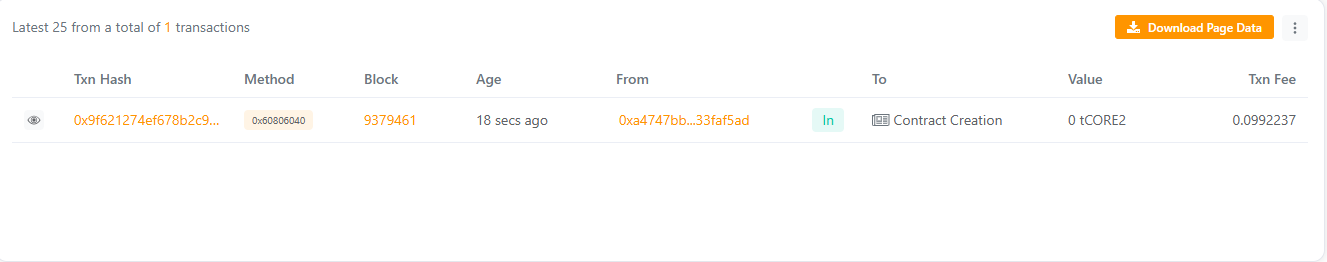 Latest 25 from a total of 1 transactions
Download Page Data
Txn Hash Method Block Age From To Value Txn Fee
0x9f621274ef678b2c9... 0x60806040 9379461 18 secs ago 0xa4747bb...33faf5ad In Contract Creation 0 tCORE2 0.0992237